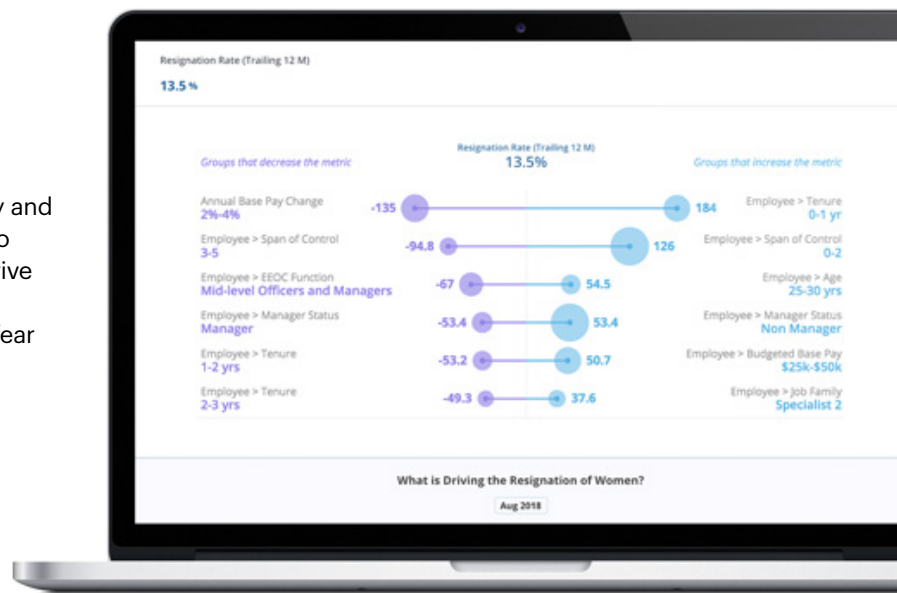 y and
o
rive
ear
Resignation Rate (Trailing 12 M)
13.5 %
Resignation Rate (Trailing 12 M)
13.5%
Groups that decrease the metric
Groups that increase the metric
Annual Base Pay Change
2%-4%
-135
184
Employee > Tenure
0-1 yr
Employee > Span of Control
3-5
-94.8
126
Employee > Span of Control
0-2
Employee > EEOC Function
Mid-level Officers and Managers
-67
54.5
Employee > Age
25-30 yrs
Employee > Manager Status
Manager
-53.4
53.4
Employee > Manager Status
Non Manager
Employee > Tenure
1-2 yrs
-53.2
50.7
Employee > Budgeted Base Pay
$25k-$50k
Employee > Tenure
2-3 yrs
-49.3
37.6
Employee > Job Family
Specialist 2
What is Driving the Resignation of Women?
Aug 2018